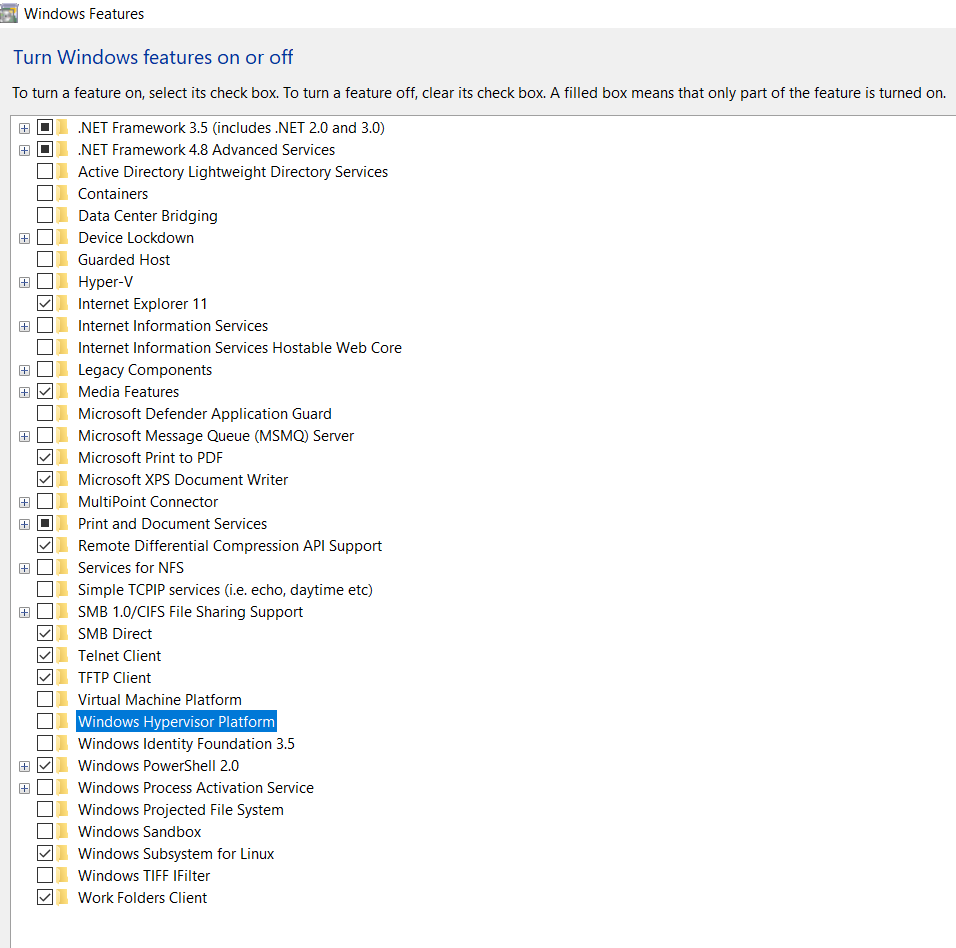 Windows Features
Turn Windows features on or off
To turn a feature on, select its check box. To turn a feature off, clear its check box. A filled box means that only part of the feature is turned on.
.NET Framework 3.5 (includes .NET 2.0 and 3.0)
.NET Framework 4.8 Advanced Services
Active Directory Lightweight Directory Services
Containers
Data Center Bridging
Device Lockdown
Guarded Host
Hyper-V
Internet Explorer 11
Internet Information Services
Internet Information Services Hostable Web Core
Legacy Components
Media Features
Microsoft Defender Application Guard
Microsoft Message Queue (MSMQ) Server
Microsoft Print to PDF
Microsoft XPS Document Writer
MultiPoint Connector
Print and Document Services
Remote Differential Compression API Support
Services for NFS
Simple TCPIP services (i.e. echo, daytime etc)
SMB 1.0/CIFS File Sharing Support
SMB Direct
Telnet Client
TFTP Client
Virtual Machine Platform
Windows Hypervisor Platform
Windows Identity Foundation 3.5
Windows PowerShell 2.0
Windows Process Activation Service
Windows Projected File System
Windows Sandbox
Windows Subsystem for Linux
Windows TIFF IFilter
Work Folders Client